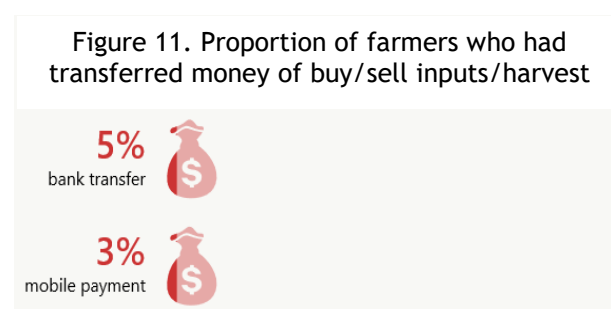 Figure 11. Proportion of farmers who had
transferred money of buy/sell inputs/harvest
5%
bank transfer
$
3%
mobile payment
$